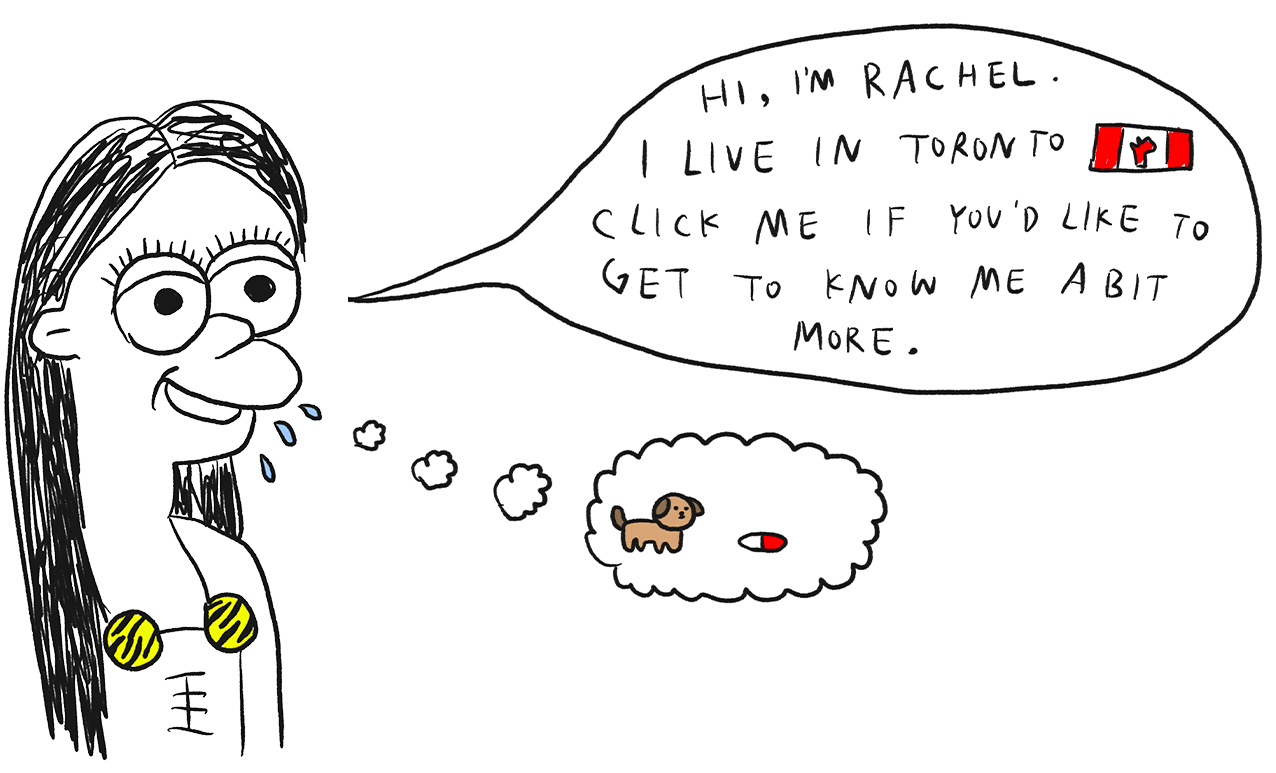 HI, I'M RACHEL.
I LIVE IN TORONTO
CLICK ME IF YOU'D LIKE TO
GET TO KNOW ME A BIT
MORE.